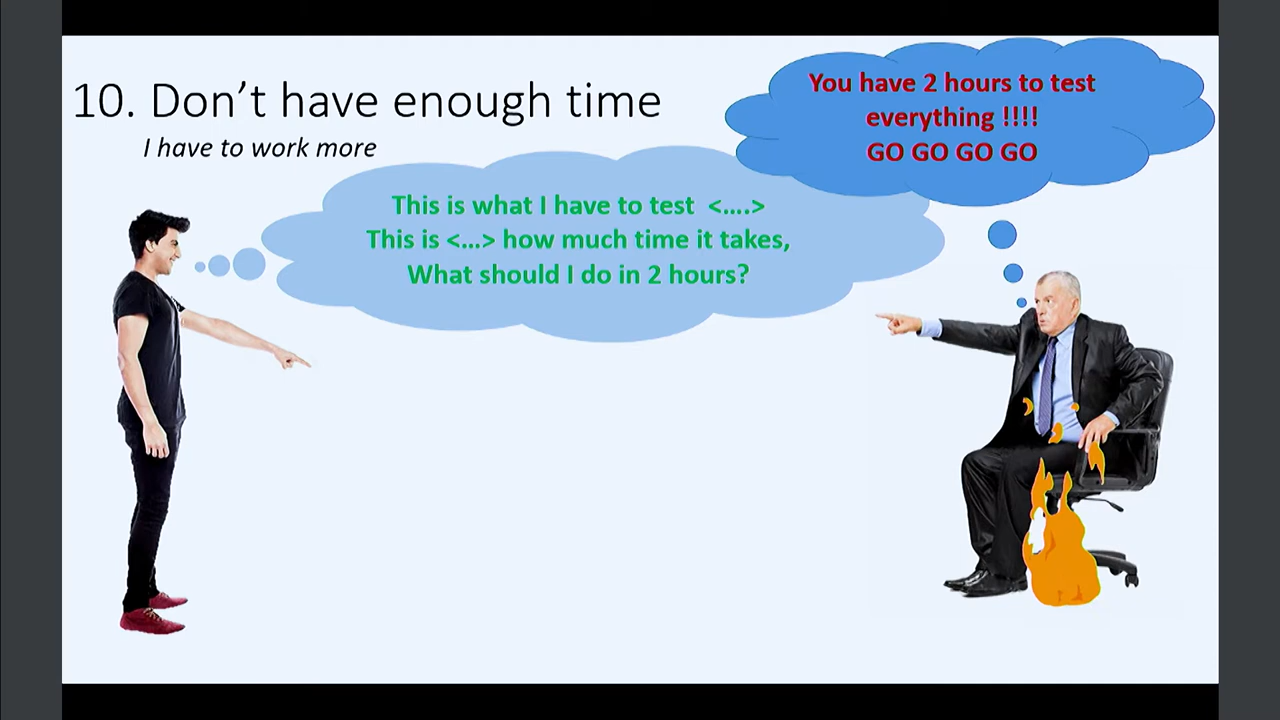 10. Don't have enough time
I have to work more
You have 2 hours to test
everything !!!!
GO GO GO GO
This is what I have to test  <....>
This is <...> how much time it takes,
What should I do in 2 hours?